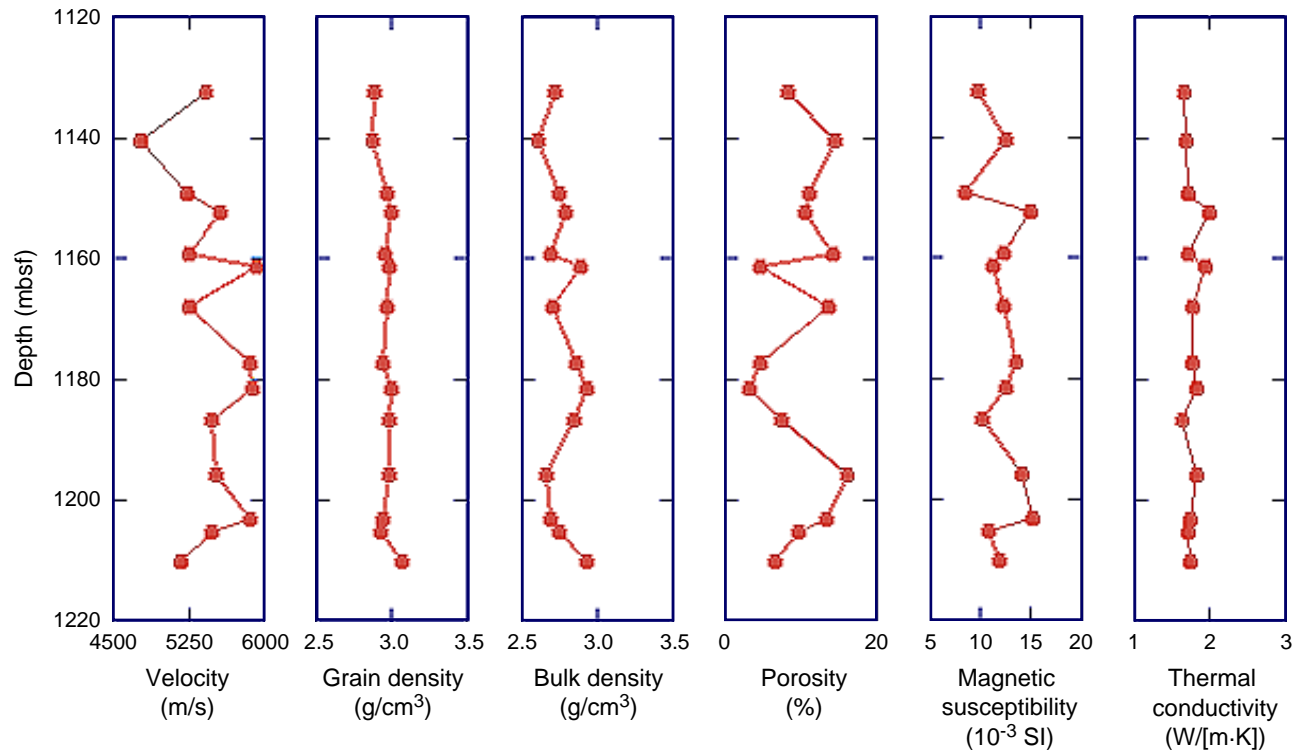 Depth (mbsf)
1120
1140
1160
1180
1200
1220
4500 5250 6000
Velocity
(m/s)
2.5 3.0 3.5
Grain density
(g/cm³)
2.5 3.0 3.5
Bulk density
(g/cm³)
0 20
Porosity
(%)
5 10 15 20
Magnetic
susceptibility
(10⁻³ SI)
1 2 3
Thermal
conductivity
(W/[m·K])